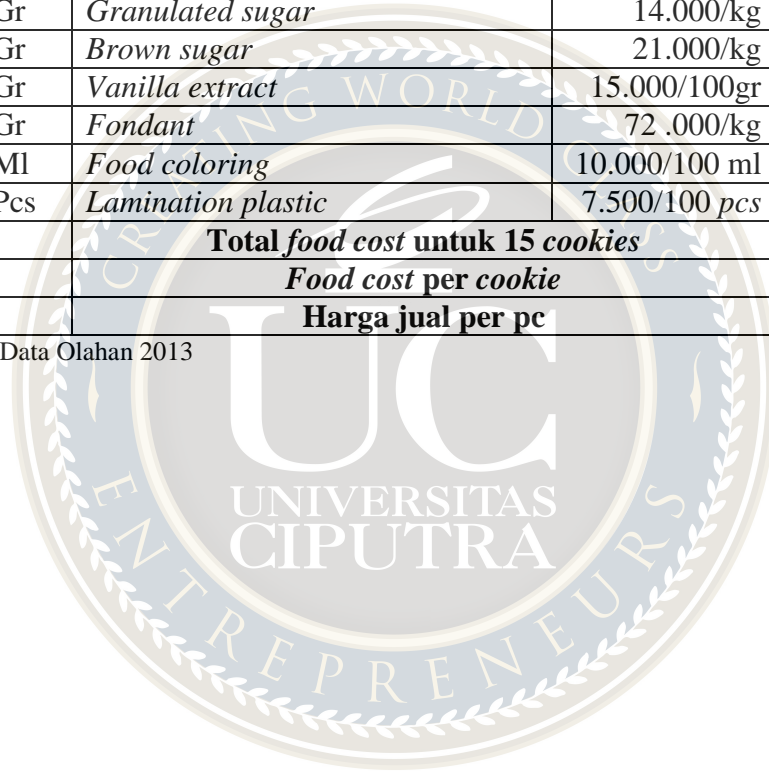 Gr Granulated sugar 14.000/kg
Gr Brown sugar 21.000/kg
Gr Vanilla extract 15.000/100gr
Gr Fondant 72 .000/kg
Ml Food coloring 10.000/100 ml
Pcs Lamination plastic 7.500/100 pcs
Total food cost untuk 15 cookies
Food cost per cookie
Harga jual per pc
Data Olahan 2013
CREATING WORLD CLASS
UC
UNIVERSITAS
CIPUTRA
ENTREPRENEURS